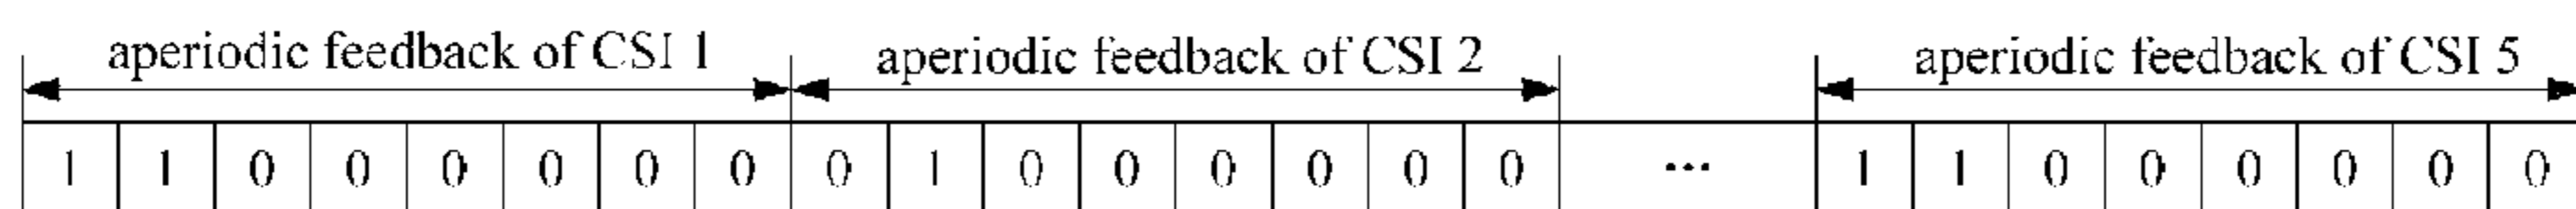 aperiodic feedback of CSI 1 aperiodic feedback of CSI 2 aperiodic feedback of CSI 5
1 1 0 0 0 0 0 0 0 1 0 0 0 0 0 0 ... 1 1 0 0 0 0 0 0